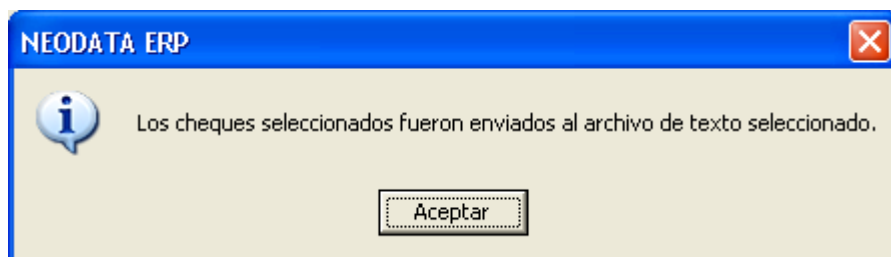 NEODATA ERP
Los cheques seleccionados fueron enviados al archivo de texto seleccionado.
Aceptar